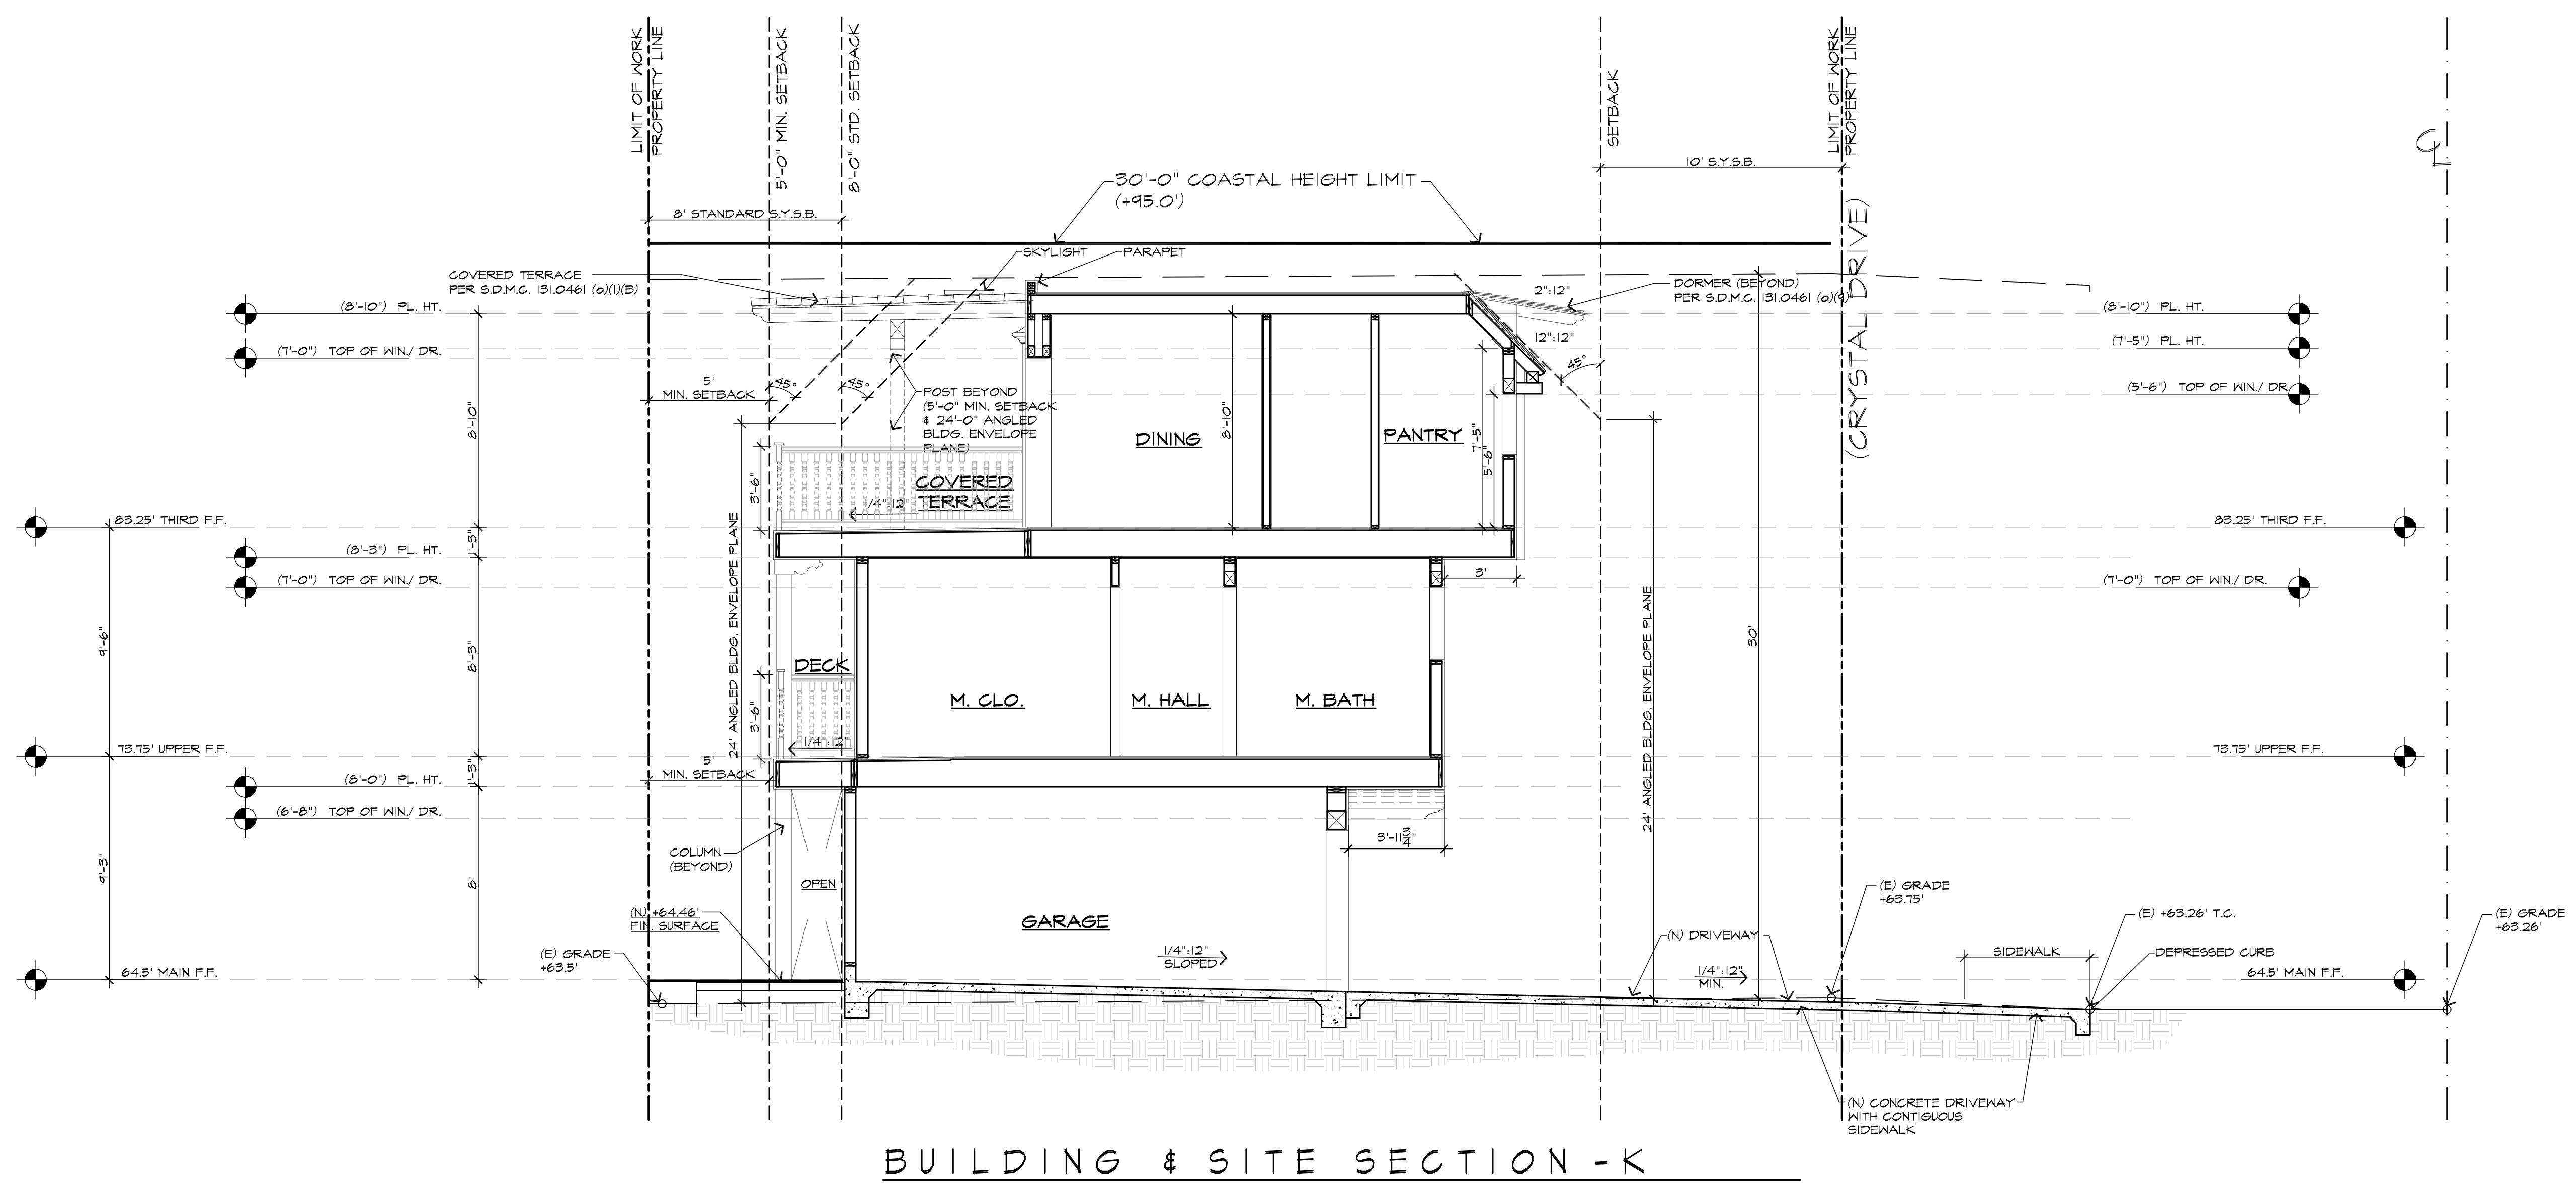 LIMIT OF WORK
PROPERTY LINE
5'-0" MIN. SETBACK
8'-0" STD. SETBACK
SETBACK
LIMIT OF WORK
PROPERTY LINE
10' S.Y.S.B.
30'-0" COASTAL HEIGHT LIMIT
(+95.0')
8' STANDARD S.Y.S.B.
(CRYSTAL DRIVE)
SKYLIGHT
PARAPET
COVERED TERRACE
PER S.D.M.C. 131.0461 (a)(1)(B)
DORMER (BEYOND)
PER S.D.M.C. 131.0461 (a)(9)
2":12"
12":12"
(8'-10") PL. HT.
(7'-0") TOP OF WIN./ DR.
(8'-10") PL. HT.
(7'-5") PL. HT.
(5'-6") TOP OF WIN./ DR.
5'
MIN. SETBACK
45°
45°
45°
POST BEYOND
(5'-0" MIN. SETBACK
& 24'-0" ANGLED
BLDG. ENVELOPE
PLANE)
8'-10"
8'-10"
DINING
PANTRY
7'-5"
5'-6"
3'-6"
COVERED
TERRACE
1/4":12"
83.25' THIRD F.F.
83.25' THIRD F.F.
1'-3"
(8'-3") PL. HT.
(7'-0") TOP OF WIN./ DR.
(7'-0") TOP OF WIN./ DR.
3'
9'-6"
8'-3"
24' ANGLED BLDG. ENVELOPE PLANE
24' ANGLED BLDG. ENVELOPE PLANE
30'
DECK
3'-6"
M. CLO.
M. HALL
M. BATH
1/4":12"
73.75' UPPER F.F.
73.75' UPPER F.F.
5'
MIN. SETBACK
1'-3"
(8'-0") PL. HT.
(6'-8") TOP OF WIN./ DR.
3'-11 3/4"
COLUMN
(BEYOND)
9'-3"
8'
OPEN
(N) +64.46'
FIN. SURFACE
GARAGE
1/4":12"
SLOPED
(E) GRADE
+63.5'
64.5' MAIN F.F.
64.5' MAIN F.F.
(N) DRIVEWAY
1/4":12"
MIN.
(E) GRADE
+63.75'
(E) +63.26' T.C.
SIDEWALK
DEPRESSED CURB
(E) GRADE
+63.26'
(N) CONCRETE DRIVEWAY
WITH CONTIGUOUS
SIDEWALK
BUILDING & SITE SECTION - K